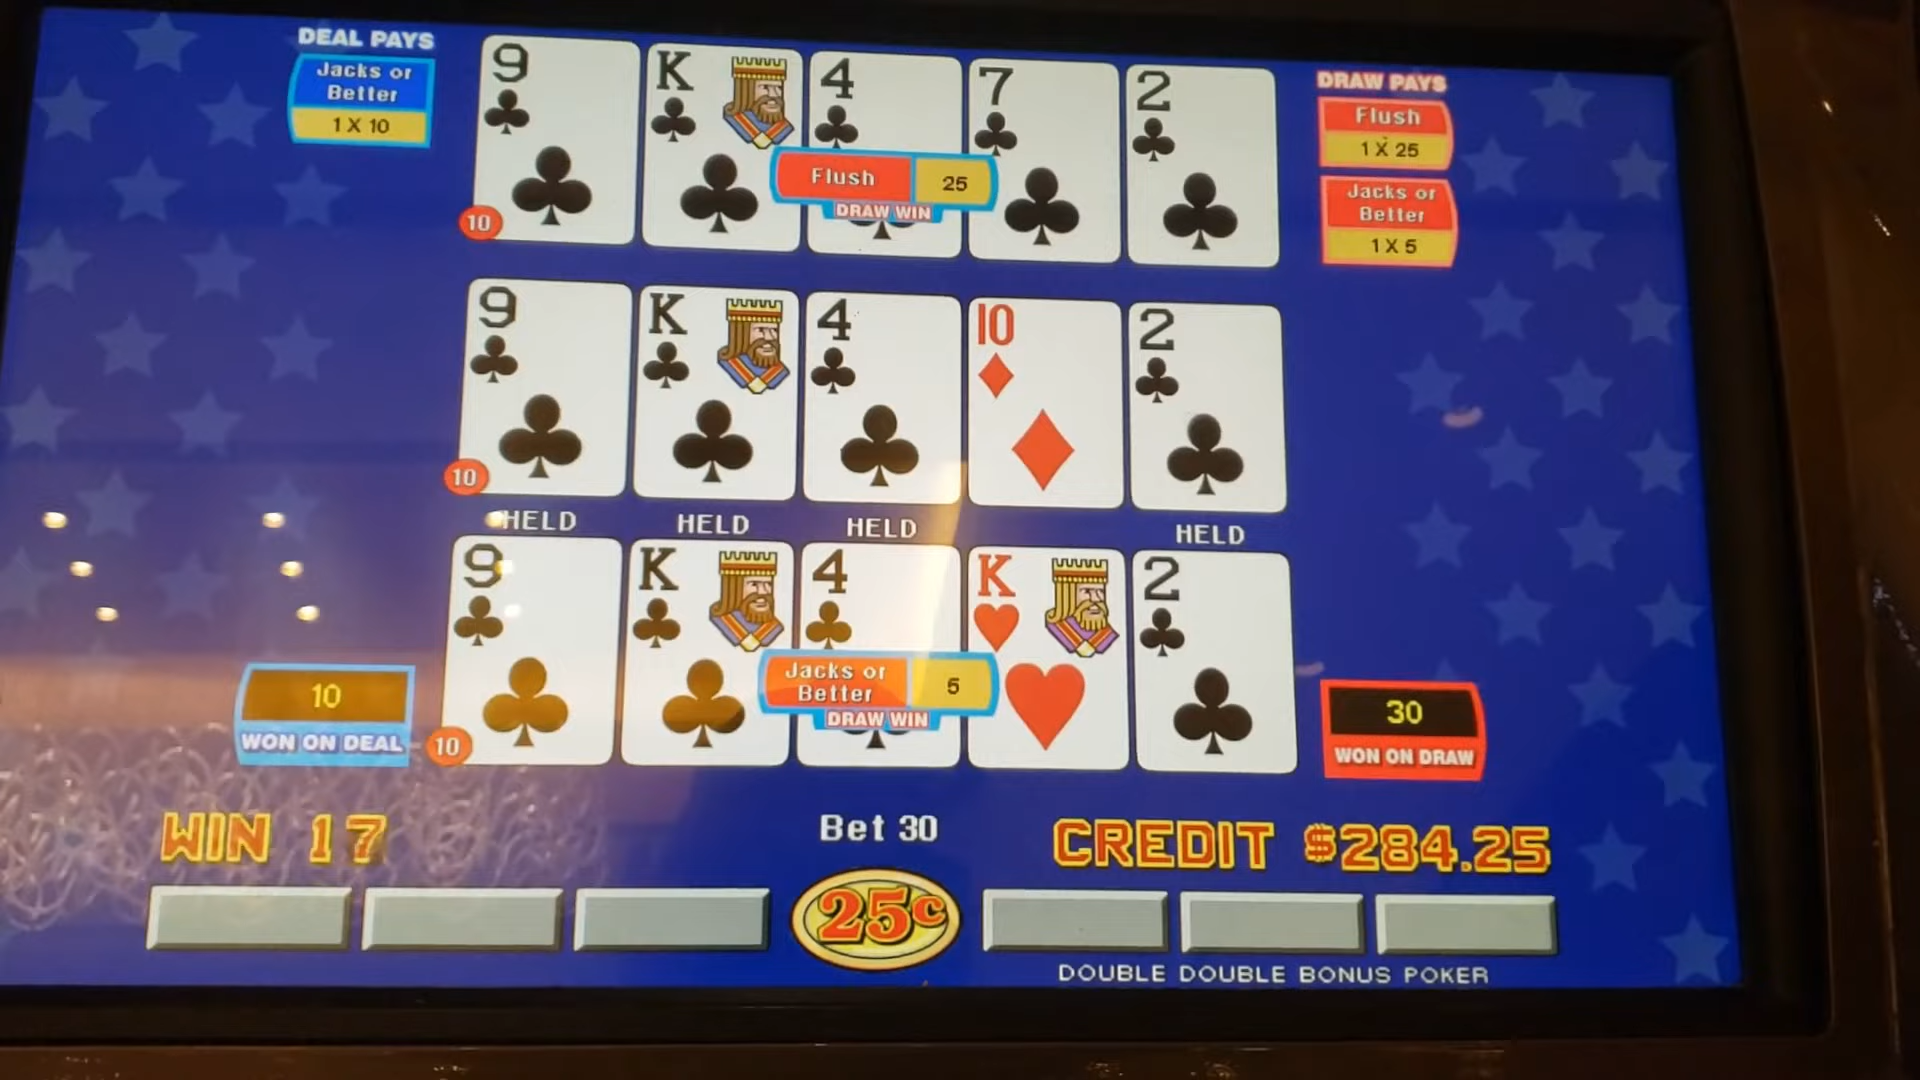 DEAL PAYS
Jacks or
Better
1 X 10
9 K 4 7 2
Flush 25
DRAW WIN
10
DRAW PAYS
Flush
1 X 25
Jacks or
Better
1 X 5
9 K 4 10 2
10
HELD HELD HELD HELD
9 K 4 K 2
Jacks or
Better 5
DRAW WIN
10
10
WON ON DEAL
30
WON ON DRAW
WIN 17
Bet 30
CREDIT $284.25
25¢
DOUBLE DOUBLE BONUS POKER